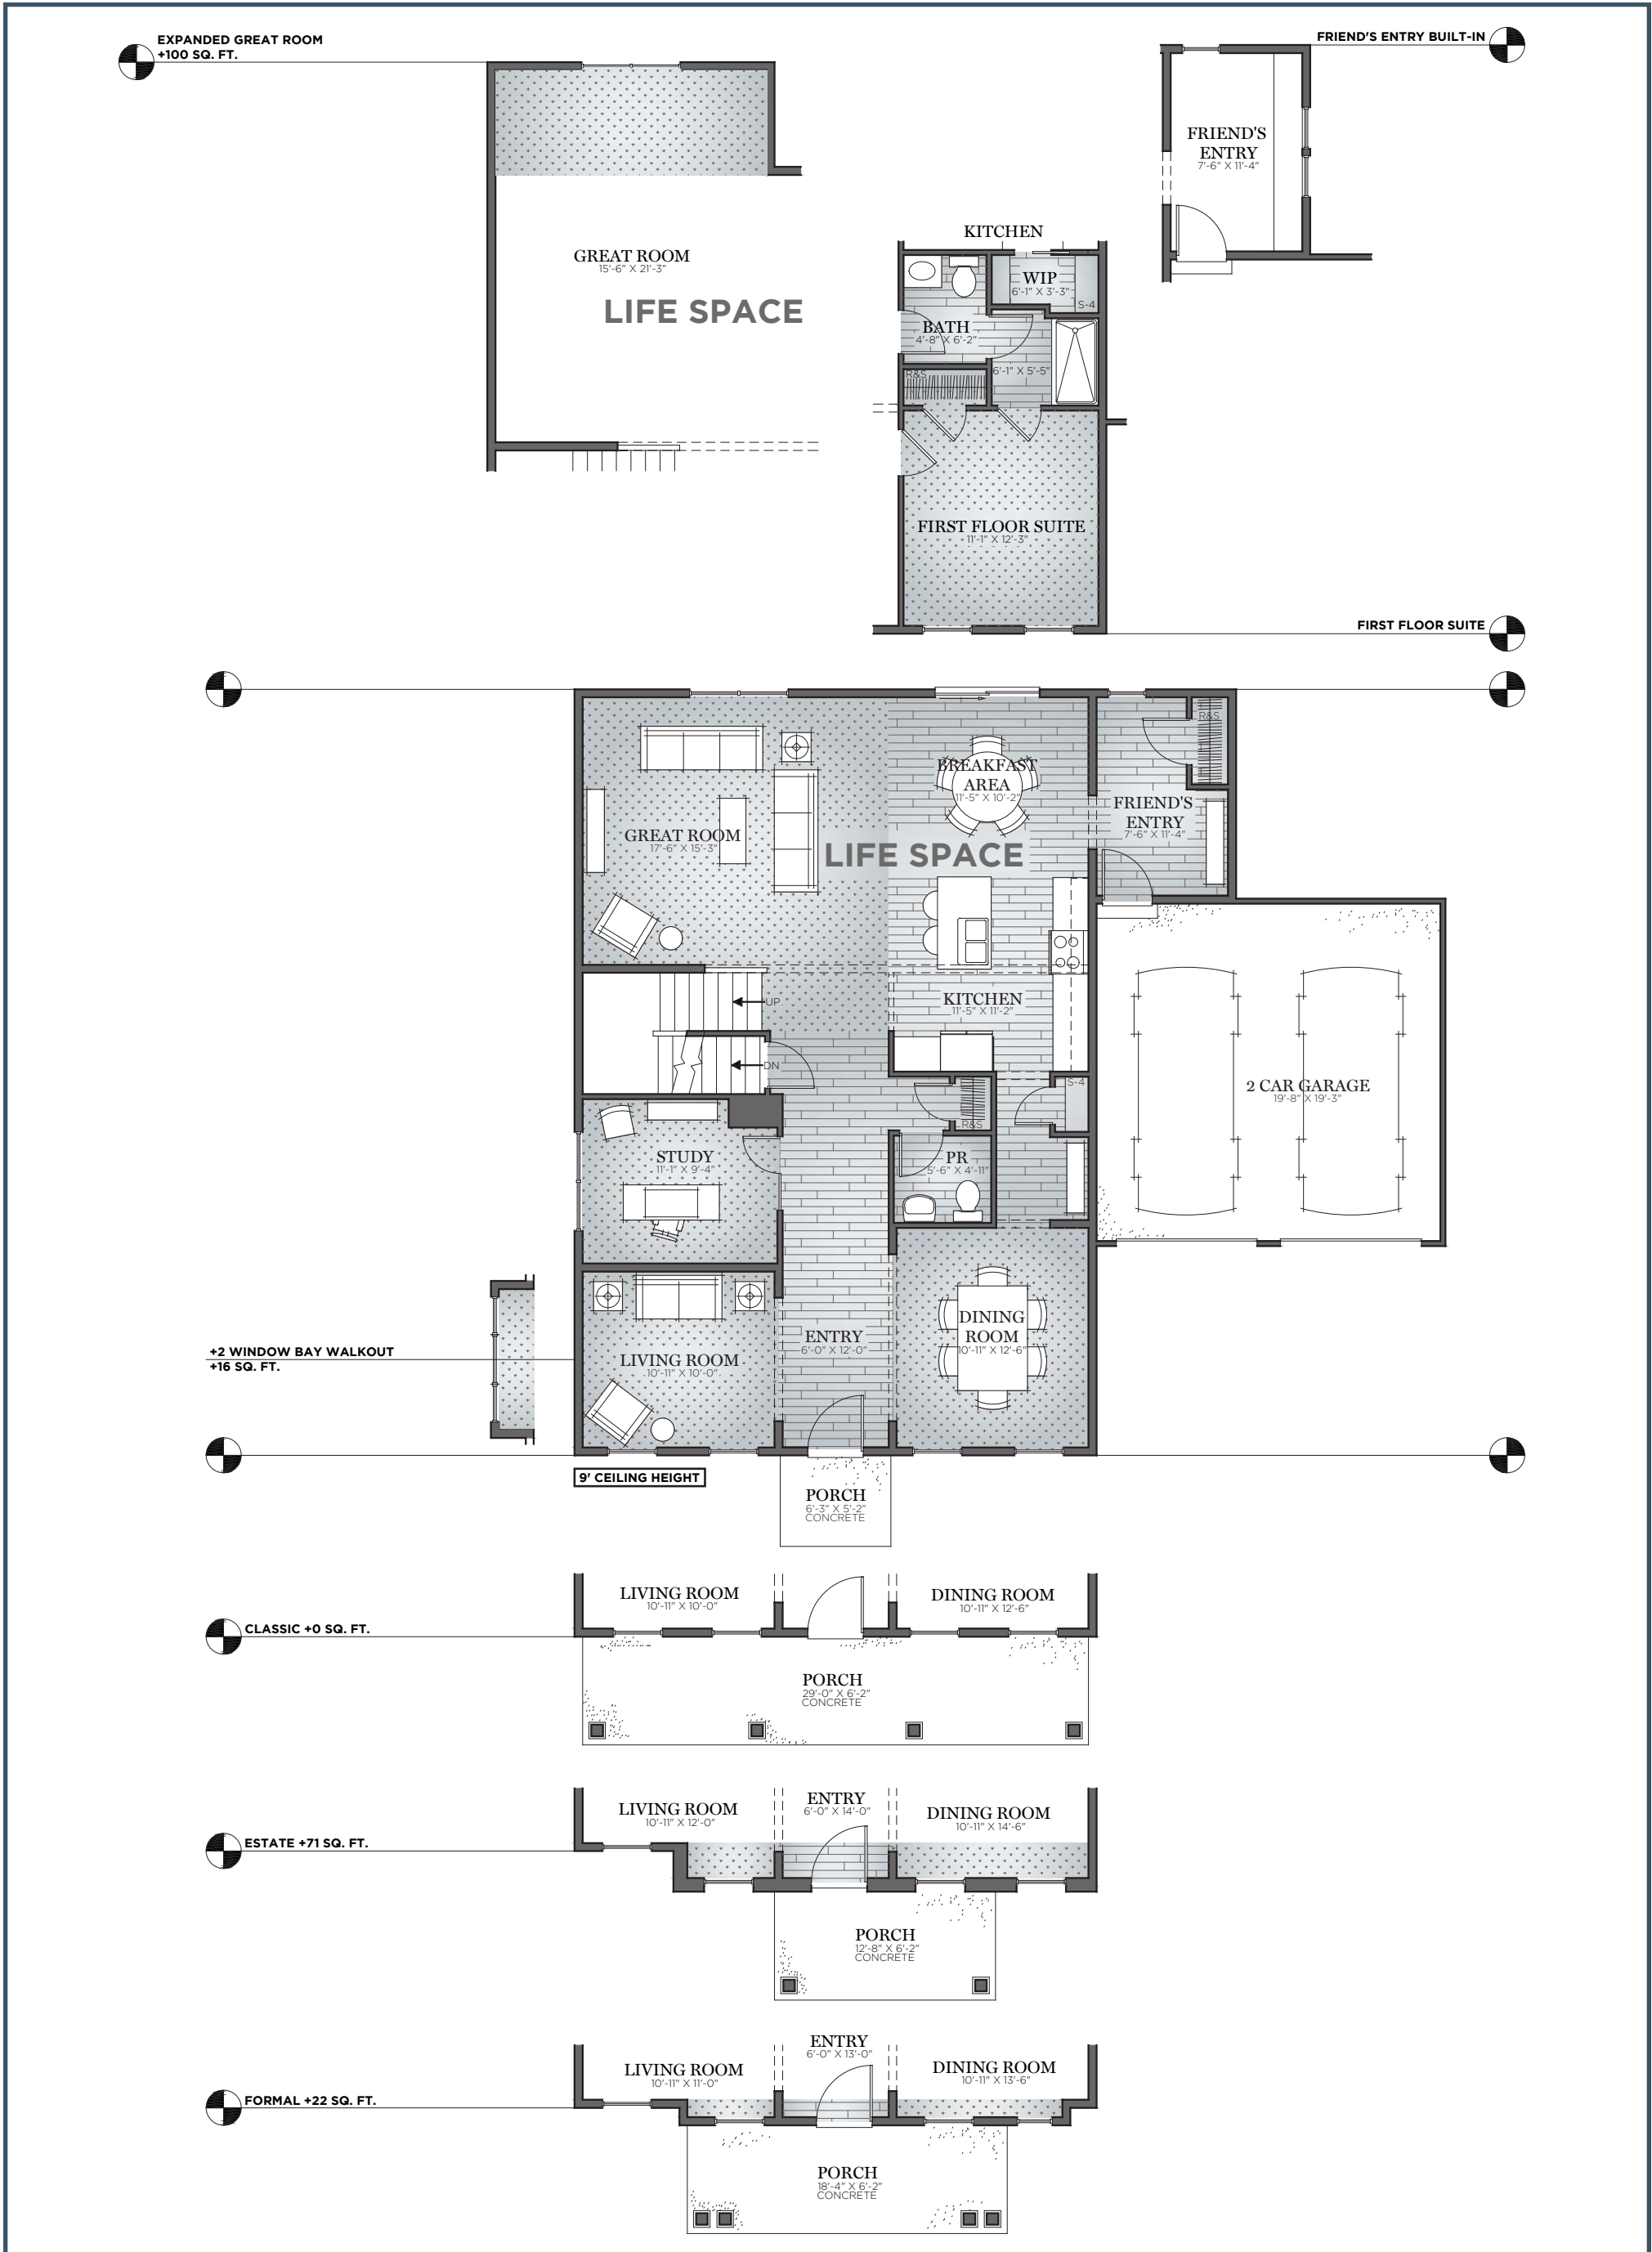 EXPANDED GREAT ROOM
+100 SQ. FT.
FRIEND'S ENTRY BUILT-IN
FRIEND'S
ENTRY
7'-6" X 11'-4"
GREAT ROOM
15'-6" X 21'-3"
LIFE SPACE
KITCHEN
WIP
6'-1" X 3'-3"
S-4
BATH
4'-8" X 6'-2"
R&S
6'-1" X 5'-5"
FIRST FLOOR SUITE
11'-1" X 12'-3"
FIRST FLOOR SUITE
R&S
BREAKFAST
AREA
11'-5" X 10'-2"
FRIEND'S
ENTRY
7'-6" X 11'-4"
GREAT ROOM
17'-6" X 15'-3"
LIFE SPACE
UP
KITCHEN
11'-5" X 11'-2"
DN
S-4
2 CAR GARAGE
19'-8" X 19'-3"
R&S
STUDY
11'-1" X 9'-4"
PR
5'-6" X 4'-11"
+2 WINDOW BAY WALKOUT
+16 SQ. FT.
LIVING ROOM
10'-11" X 10'-0"
ENTRY
6'-0" X 12'-0"
DINING
ROOM
10'-11" X 12'-6"
9' CEILING HEIGHT
PORCH
6'-3" X 5'-2"
CONCRETE
LIVING ROOM
10'-11" X 10'-0"
DINING ROOM
10'-11" X 12'-6"
CLASSIC +0 SQ. FT.
PORCH
29'-0" X 6'-2"
CONCRETE
LIVING ROOM
10'-11" X 12'-0"
ENTRY
6'-0" X 14'-0"
DINING ROOM
10'-11" X 14'-6"
ESTATE +71 SQ. FT.
PORCH
12'-8" X 6'-2"
CONCRETE
LIVING ROOM
10'-11" X 11'-0"
ENTRY
6'-0" X 13'-0"
DINING ROOM
10'-11" X 13'-6"
FORMAL +22 SQ. FT.
PORCH
18'-4" X 6'-2"
CONCRETE